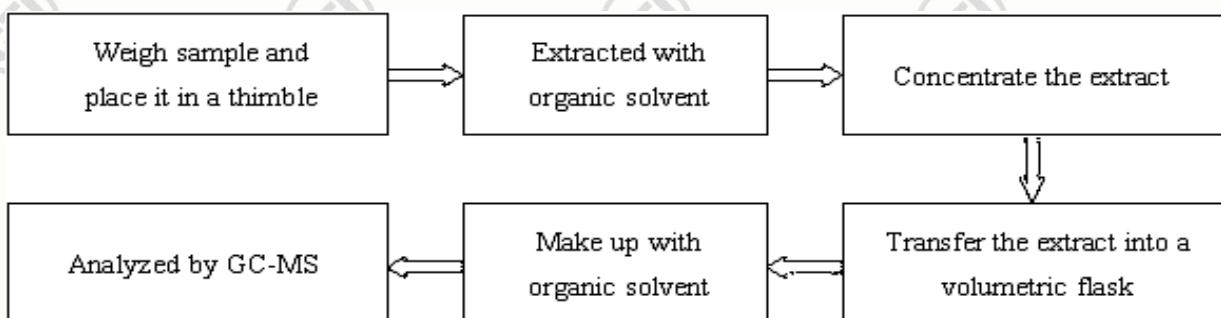 Weigh sample and
place it in a thimble
Extracted with
organic solvent
Concentrate the extract
Transfer the extract into a
volumetric flask
Make up with
organic solvent
Analyzed by GC-MS